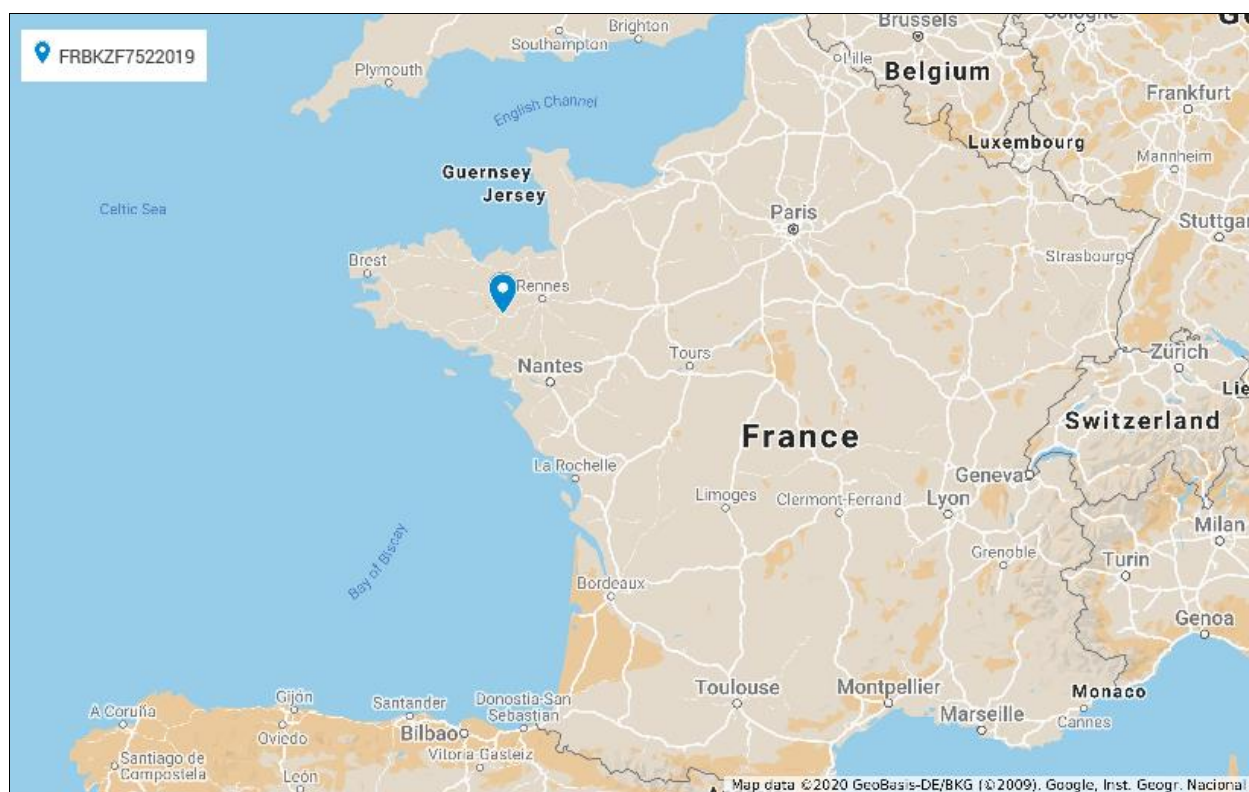 FRBKZF7522019
Brighton
Southampton
Plymouth
English Channel
Brussels
Lille
Belgium
Frankfurt
Luxembourg
Mannheim
Guernsey
Jersey
Celtic Sea
Paris
Strasbourg
Brest
Rennes
Tours
Nantes
Zürich
Switzerland
France
La Rochelle
Geneva
Limoges
Clermont-Ferrand
Lyon
Milan
Bay of Biscay
Grenoble
Turin
Bordeaux
Genoa
Toulouse
Montpellier
Monaco
Marseille
Cannes
Gijón
Santander
Donostia-San
Sebastian
A Coruña
Oviedo
Bilbao
Vitoria-Gasteiz
Santiago de
Compostela
León
Map data ©2020 GeoBasis-DE/BKG (©2009), Google, Inst. Geogr. Nacional